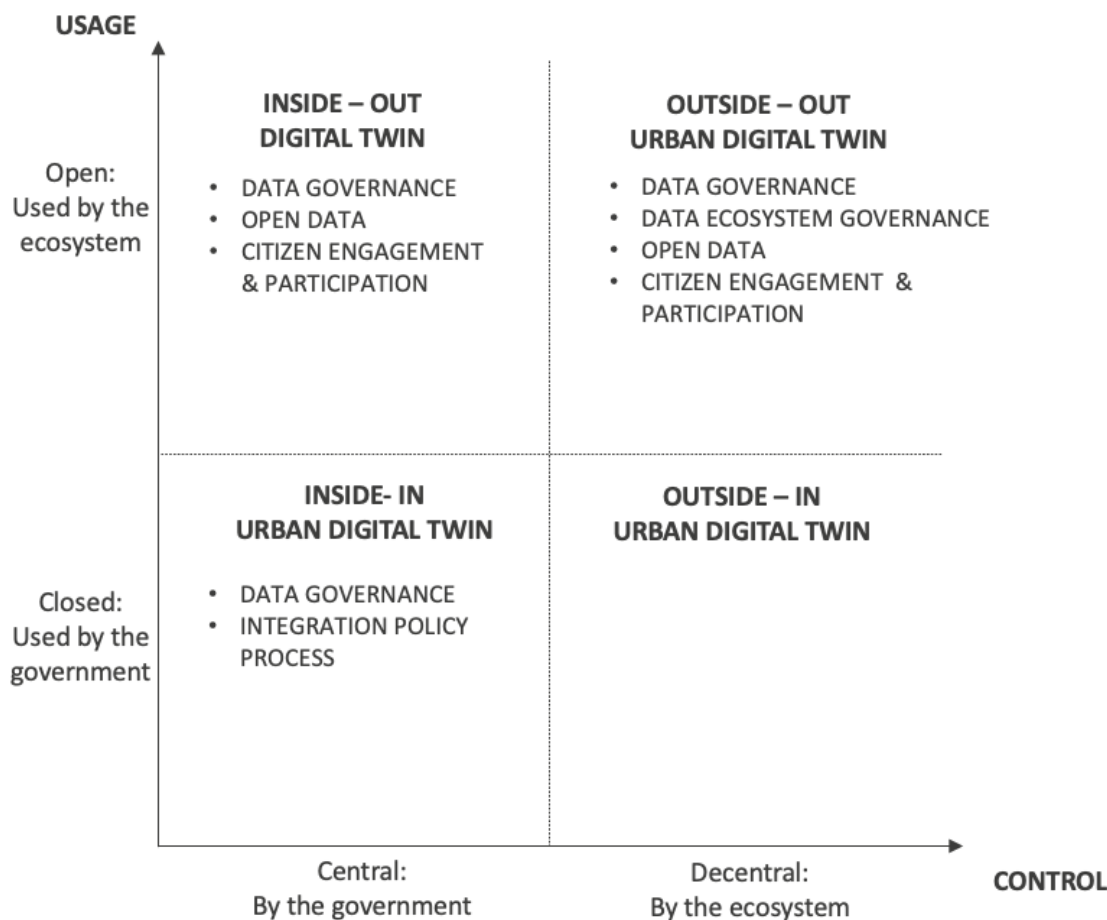 USAGE
Open:
Used by the
ecosystem
INSIDE – OUT
DIGITAL TWIN
• DATA GOVERNANCE
• OPEN DATA
• CITIZEN ENGAGEMENT
& PARTICIPATION
OUTSIDE – OUT
URBAN DIGITAL TWIN
• DATA GOVERNANCE
• DATA ECOSYSTEM GOVERNANCE
• OPEN DATA
• CITIZEN ENGAGEMENT &
PARTICIPATION
Closed:
Used by the
government
INSIDE- IN
URBAN DIGITAL TWIN
• DATA GOVERNANCE
• INTEGRATION POLICY
PROCESS
OUTSIDE – IN
URBAN DIGITAL TWIN
Central:
By the government
Decentral:
By the ecosystem
CONTROL